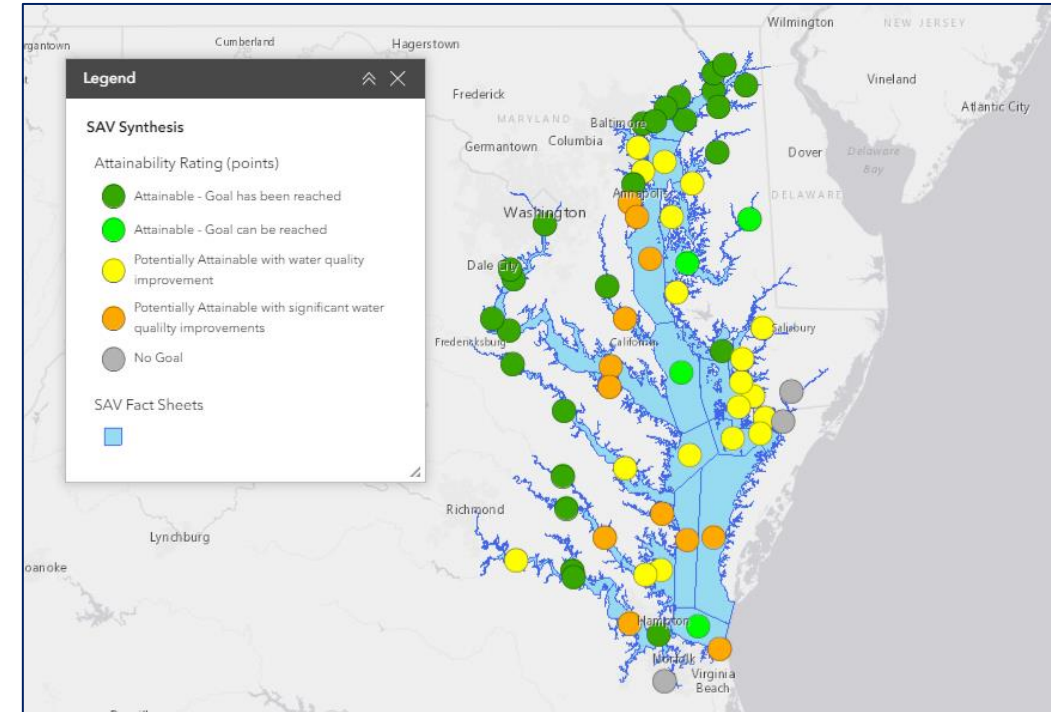 Wilmington
NEW JERSEY
rgantown
Cumberland
Hagerstown
Legend
Vineland
Frederick
Atlantic City
MARYLAND
Baltimore
SAV Synthesis
Columbia
Germantown
Dover
Delaware
Bay
Attainability Rating (points)
Attainable - Goal has been reached
Annapolis
DELAWARE
Washington
Attainable - Goal can be reached
Potentially Attainable with water quality
improvement
Dale City
Potentially Attainable with significant water
qualilty improvements
Salisbury
Fredericksburg
California
No Goal
SAV Fact Sheets
Richmond
Lynchburg
oanoke
Hampton
Norfolk
Virginia
Beach